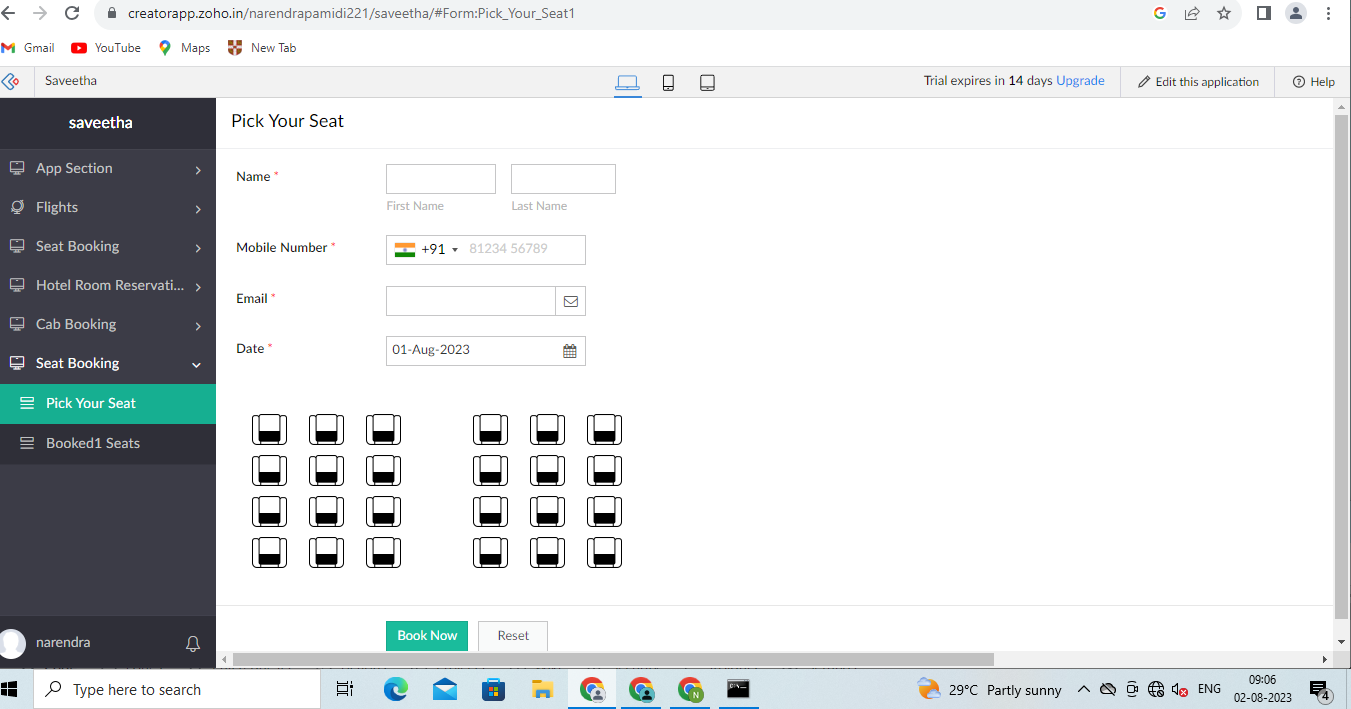 creatorapp.zoho.in/narendrapamidi221/saveetha/#Form:Pick_Your_Seat1
Gmail YouTube Maps New Tab
Saveetha
Trial expires in 14 days Upgrade
Edit this application
Help
saveetha
App Section
Flights
Seat Booking
Hotel Room Reservati...
Cab Booking
Seat Booking
Pick Your Seat
Booked1 Seats
narendra
Pick Your Seat
Name *
First Name Last Name
Mobile Number *
+91 81234 56789
Email *
Date *
01-Aug-2023
Book Now Reset
Type here to search
N
29°C Partly sunny
ENG
09:06
02-08-2023
4